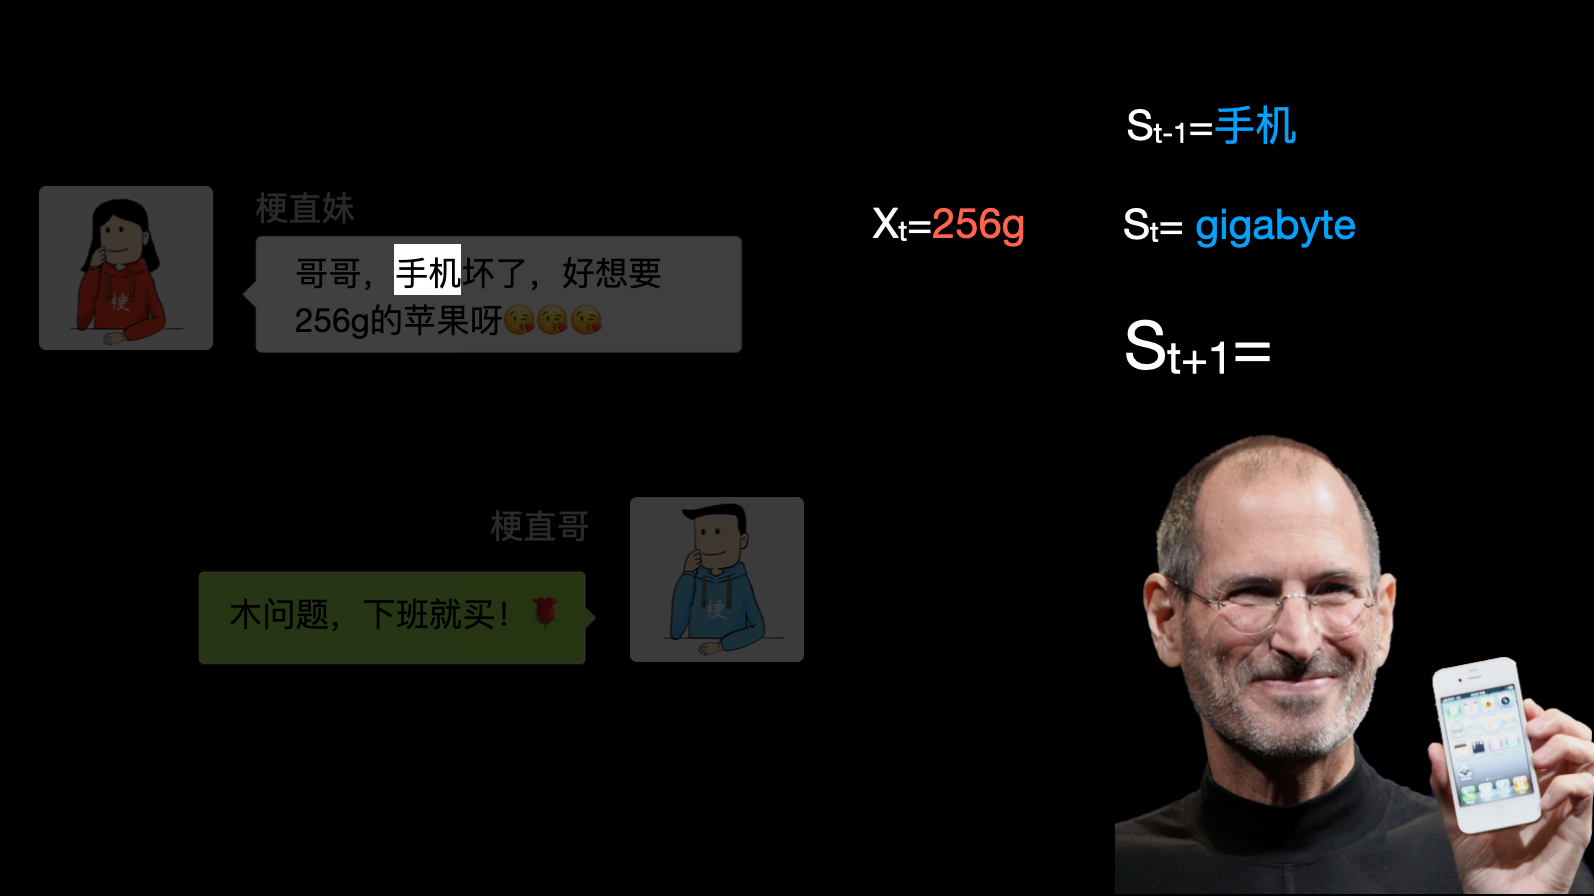 梗直妹
哥哥，手机坏了，好想要
256g的苹果呀😘😘😘
梗直哥
木问题，下班就买！🌹
梗
梗
Sₜ₋₁=手机
Xₜ=256g
Sₜ= gigabyte
Sₜ₊₁=